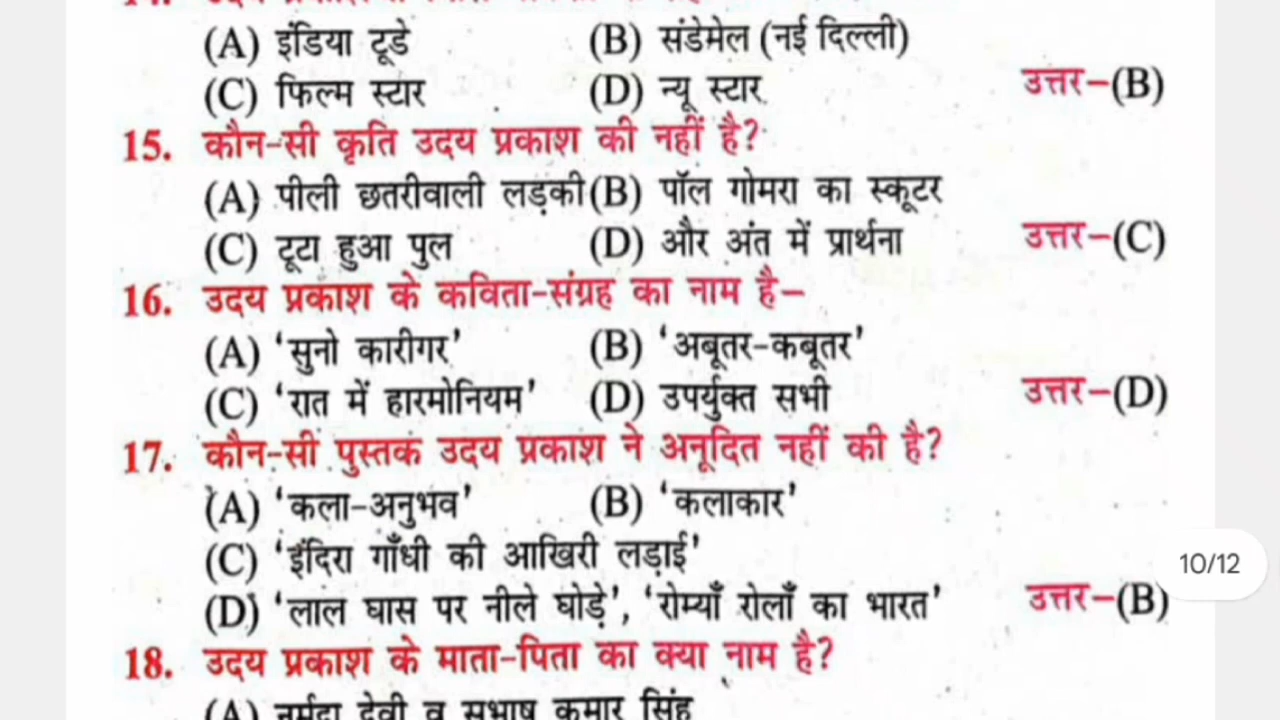 (A) इंडिया टूडे (B) संडेमेल (नई दिल्ली)
(C) फिल्म स्टार (D) न्यू स्टार उत्तर–(B)
15. कौन-सी कृति उदय प्रकाश की नहीं है?
(A) पीली छतरीवाली लड़की (B) पॉल गोमरा का स्कूटर
(C) टूटा हुआ पुल (D) और अंत में प्रार्थना उत्तर–(C)
16. उदय प्रकाश के कविता-संग्रह का नाम है–
(A) 'सुनो कारीगर' (B) 'अबूतर-कबूतर'
(C) 'रात में हारमोनियम' (D) उपर्युक्त सभी उत्तर–(D)
17. कौन-सी पुस्तक उदय प्रकाश ने अनूदित नहीं की है?
(A) 'कला-अनुभव' (B) 'कलाकार'
(C) 'इंदिरा गाँधी की आखिरी लड़ाई'
10/12
(D) 'लाल घास पर नीले घोड़े', 'रोम्याँ रोलाँ का भारत' उत्तर–(B)
18. उदय प्रकाश के माता-पिता का क्या नाम है?
(A) नर्मदा देवी व सुभाष कुमार सिंह